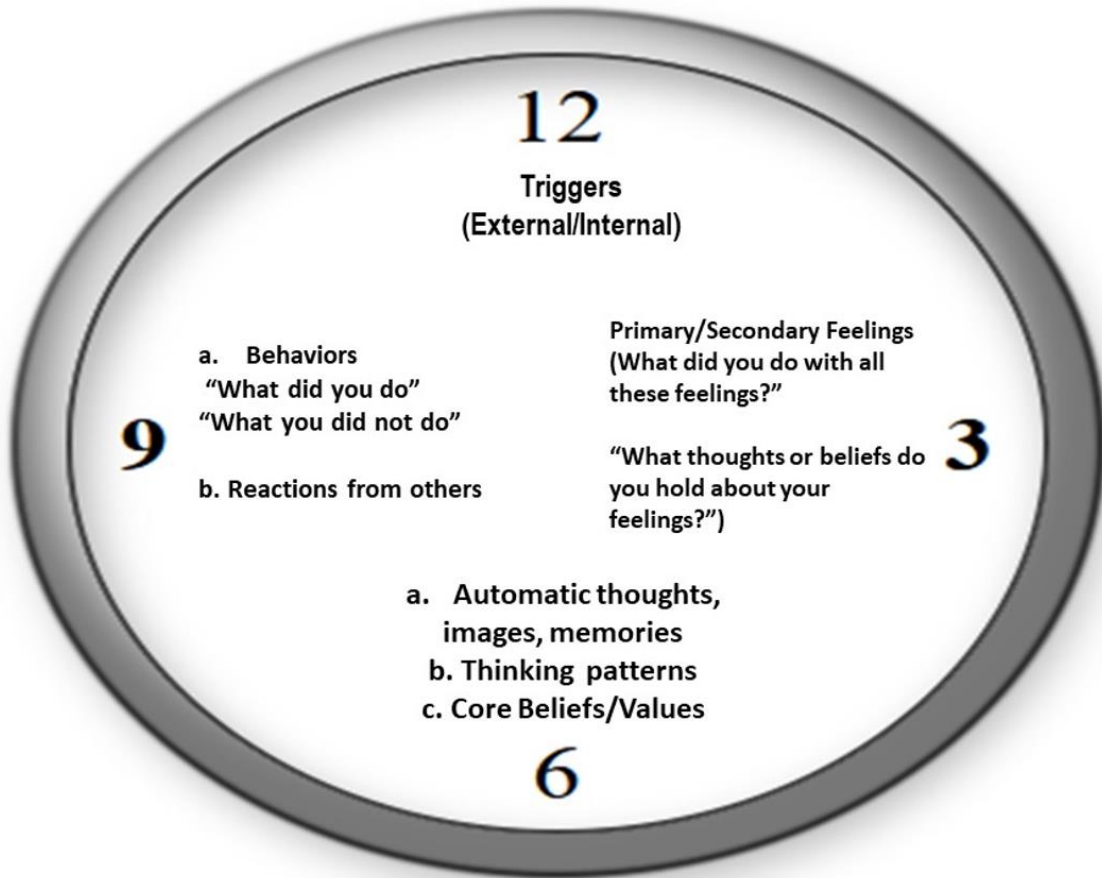 12
Triggers
(External/Internal)
Primary/Secondary Feelings
(What did you do with all
these feelings?”
“What thoughts or beliefs do
you hold about your
feelings?”)
3
a. Automatic thoughts,
images, memories
b. Thinking patterns
c. Core Beliefs/Values
6
a. Behaviors
“What did you do”
“What you did not do”
9
b. Reactions from others